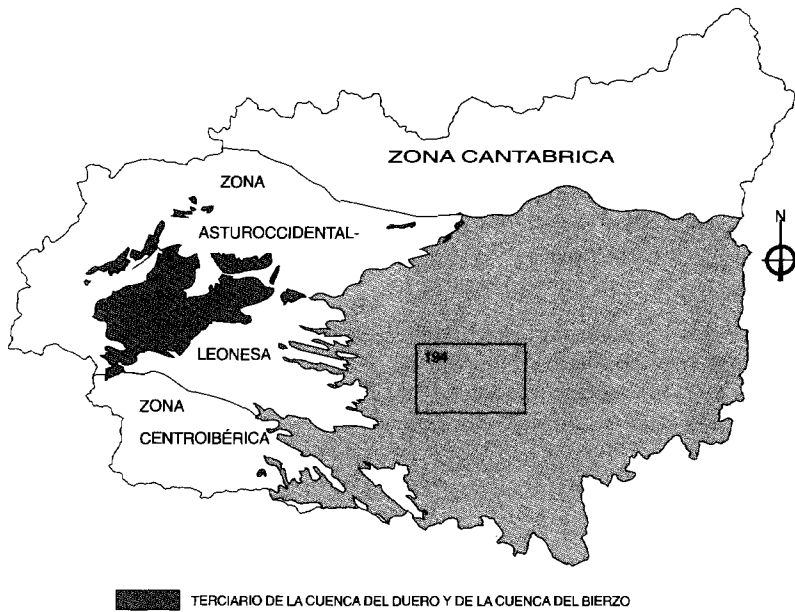 ZONA CANTABRICA
ZONA
ASTUROCCIDENTAL-
N
LEONESA
194
ZONA
CENTROIBÉRICA
TERCIARIO DE LA CUENCA DEL DUERO Y DE LA CUENCA DEL BIERZO